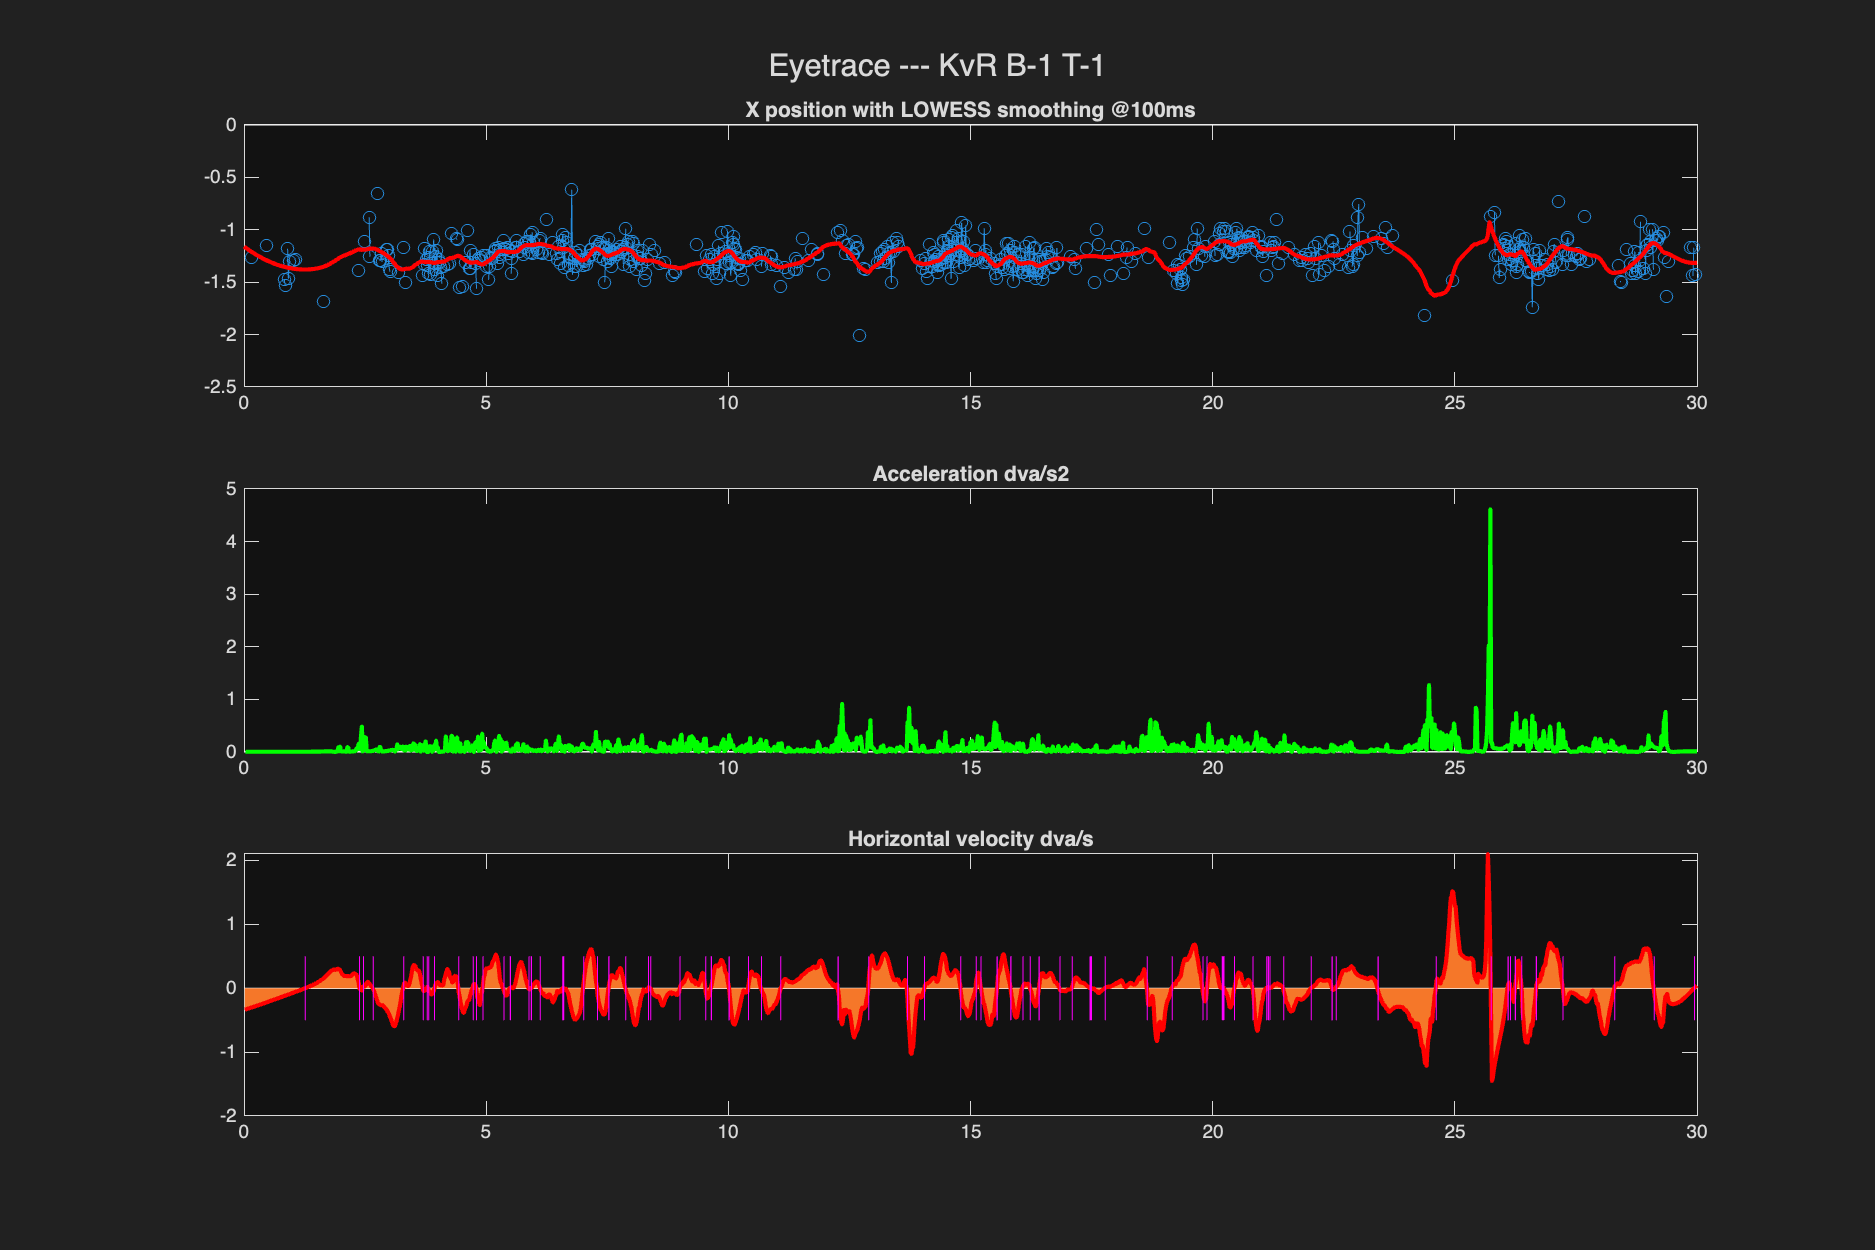 Eyetrace --- KvR B-1 T-1
X position with LOWESS smoothing @100ms
0
-0.5
-1
-1.5
-2
-2.5
0 5 10 15 20 25 30
Acceleration dva/s2
5
4
3
2
1
0
0 5 10 15 20 25 30
Horizontal velocity dva/s
2
1
0
-1
-2
0 5 10 15 20 25 30